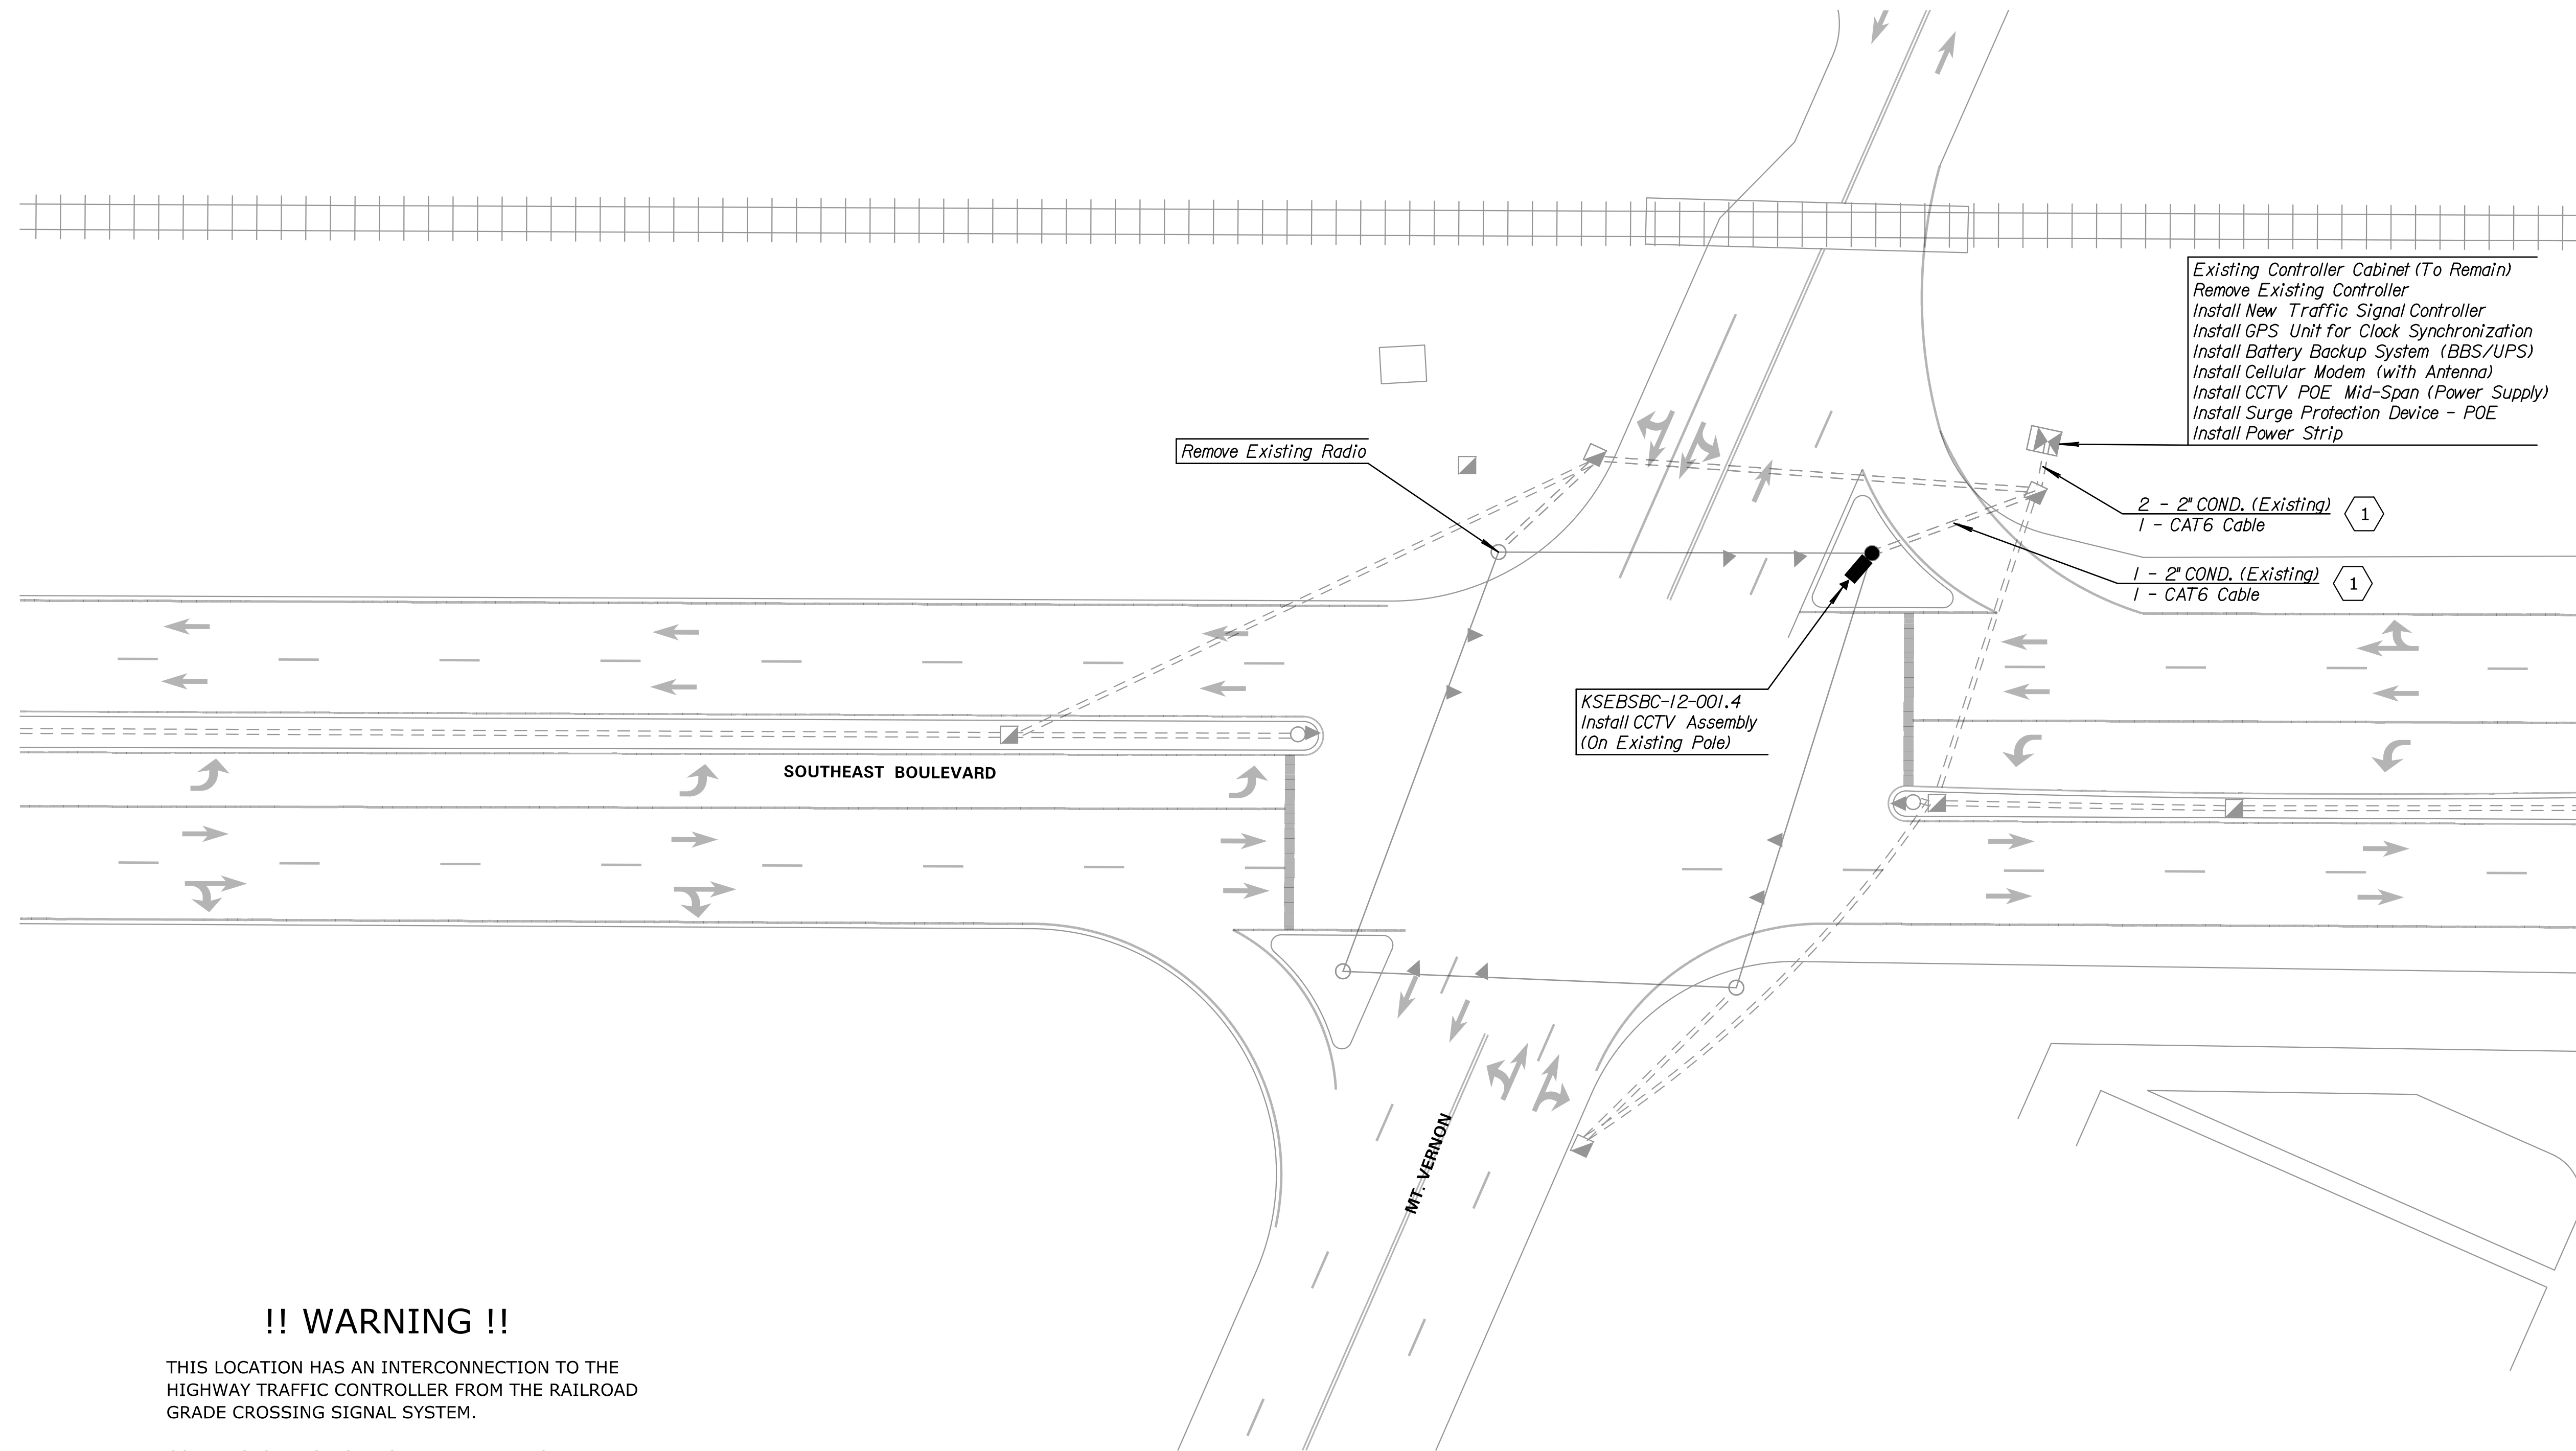 Existing Controller Cabinet (To Remain)
Remove Existing Controller
Install New Traffic Signal Controller
Install GPS Unit for Clock Synchronization
Install Battery Backup System (BBS/UPS)
Install Cellular Modem (with Antenna)
Install CCTV POE Mid-Span (Power Supply)
Install Surge Protection Device - POE
Install Power Strip
Remove Existing Radio
2 - 2" COND. (Existing)
1 - CAT6 Cable
1
1 - 2" COND. (Existing)
1 - CAT6 Cable
1
KSEBSBC-12-001.4
Install CCTV Assembly
(On Existing Pole)
SOUTHEAST BOULEVARD
MT. VERNON
!! WARNING !!
THIS LOCATION HAS AN INTERCONNECTION TO THE
HIGHWAY TRAFFIC CONTROLLER FROM THE RAILROAD
GRADE CROSSING SIGNAL SYSTEM.